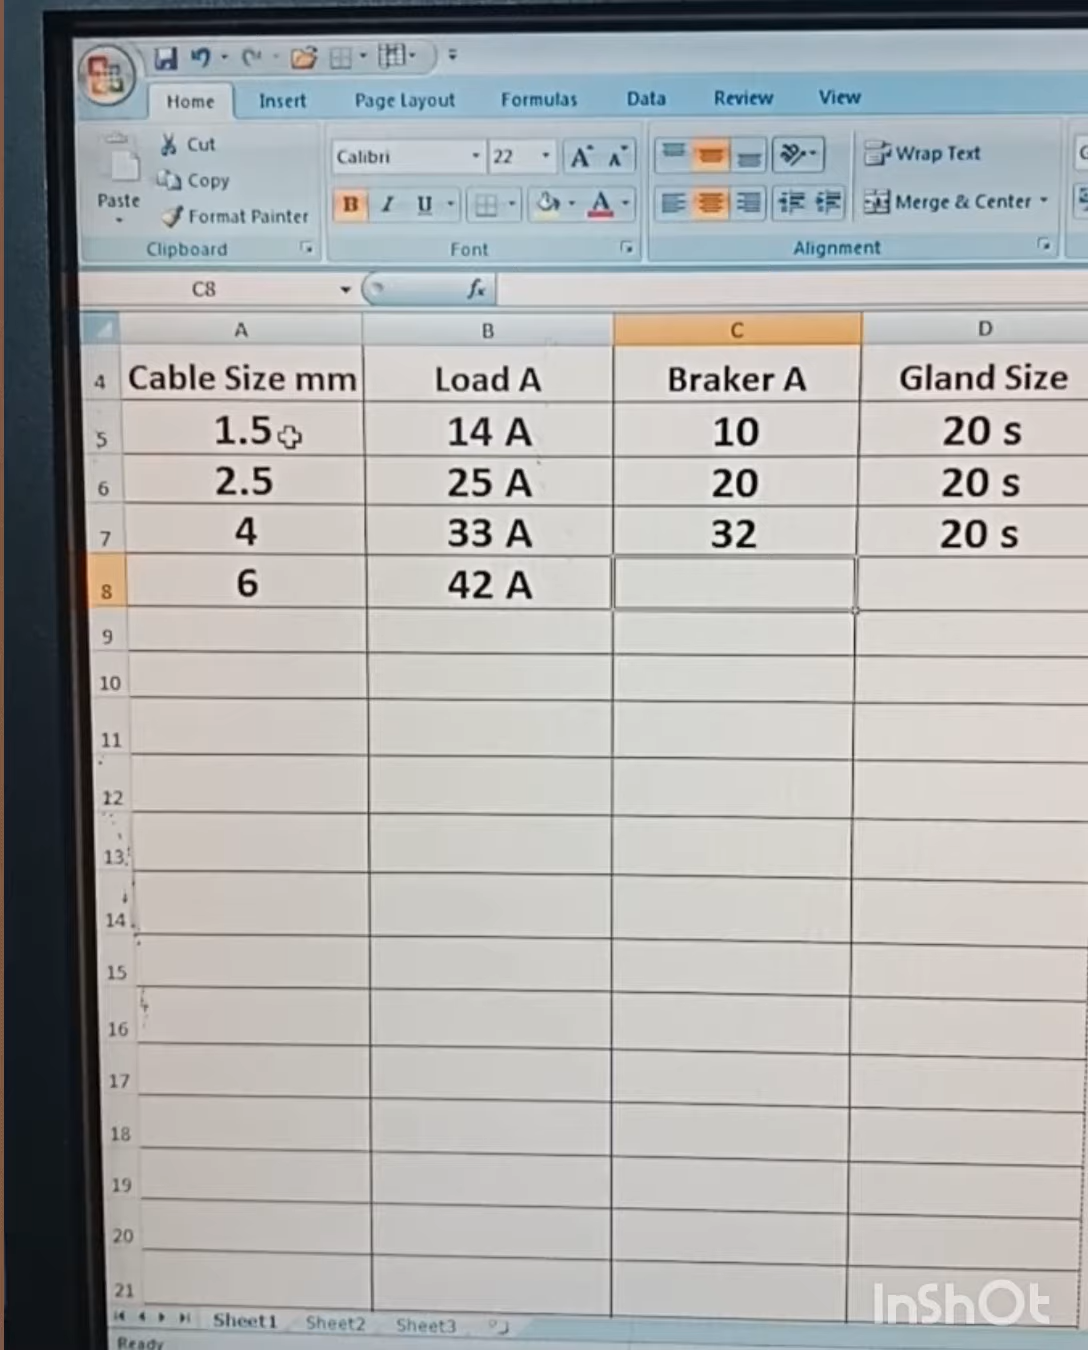 Home Insert Page Layout Formulas Data Review View
Cut
Copy
Format Painter
Paste
Clipboard
Calibri 22
B I U
Font
Wrap Text
Merge & Center
Alignment
C8 fx
A B C D
4 Cable Size mm Load A Braker A Gland Size
5 1.5 14 A 10 20 s
6 2.5 25 A 20 20 s
7 4 33 A 32 20 s
8 6 42 A
9
10
11
12
13
14
15
16
17
18
19
20
21
Sheet1 Sheet2 Sheet3
Ready
InShOt